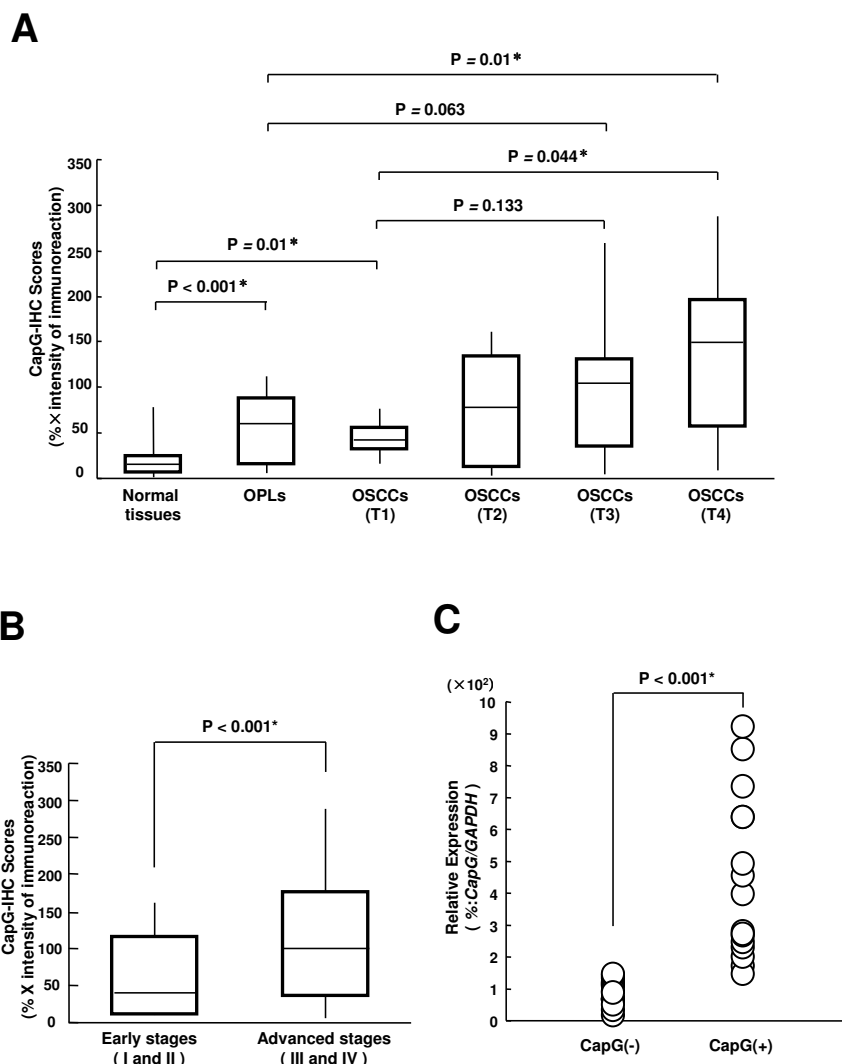 A
P = 0.01*
P = 0.063
P = 0.044*
P = 0.133
P = 0.01*
P < 0.001*
CapG-IHC Scores
(%×intensity of immunoreaction)
350
300
250
200
150
100
50
0
Normal
tissues
OPLs
OSCCs
(T1)
OSCCs
(T2)
OSCCs
(T3)
OSCCs
(T4)
B
P < 0.001*
CapG-IHC Scores
(% X intensity of immunoreaction)
350
300
250
200
150
100
50
0
Early stages
( I and II )
Advanced stages
( III and IV )
C
(×10²)
P < 0.001*
Relative Expression
( %:CapG/GAPDH )
10
9
8
7
6
5
4
3
2
1
0
CapG(-)
CapG(+)